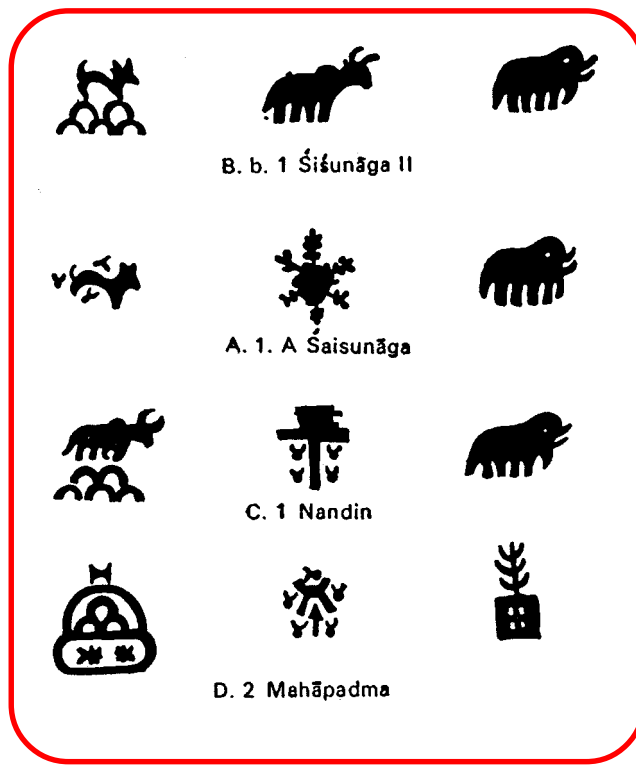 B. b. 1 Śiśunāga II
A. 1. A Śaisunāga
C. 1 Nandin
D. 2 Mahāpadma